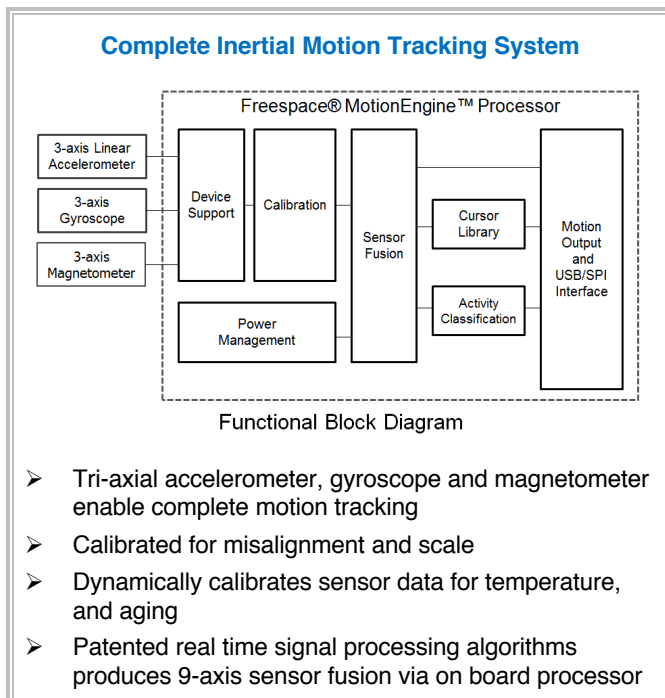 Complete Inertial Motion Tracking System
Freespace® MotionEngine™ Processor
3-axis Linear
Accelerometer
3-axis
Gyroscope
3-axis
Magnetometer
Device
Support
Calibration
Power
Management
Sensor
Fusion
Cursor
Library
Activity
Classification
Motion
Output
and
USB/SPI
Interface
Functional Block Diagram
➢ Tri-axial accelerometer, gyroscope and magnetometer
enable complete motion tracking
➢ Calibrated for misalignment and scale
➢ Dynamically calibrates sensor data for temperature,
and aging
➢ Patented real time signal processing algorithms
produces 9-axis sensor fusion via on board processor